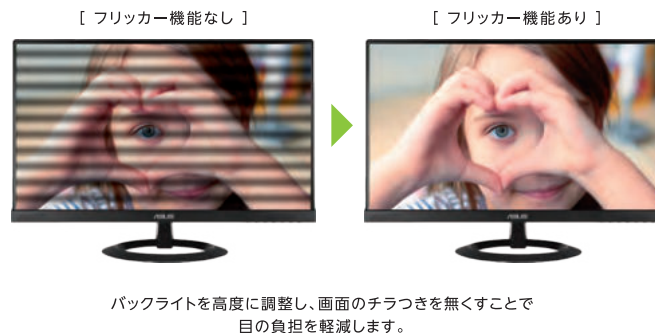 [ フリッカー機能なし ]
[ フリッカー機能あり ]
ASUS
ASUS
バックライトを高度に調整し、画面のチラつきを無くすことで
目の負担を軽減します。